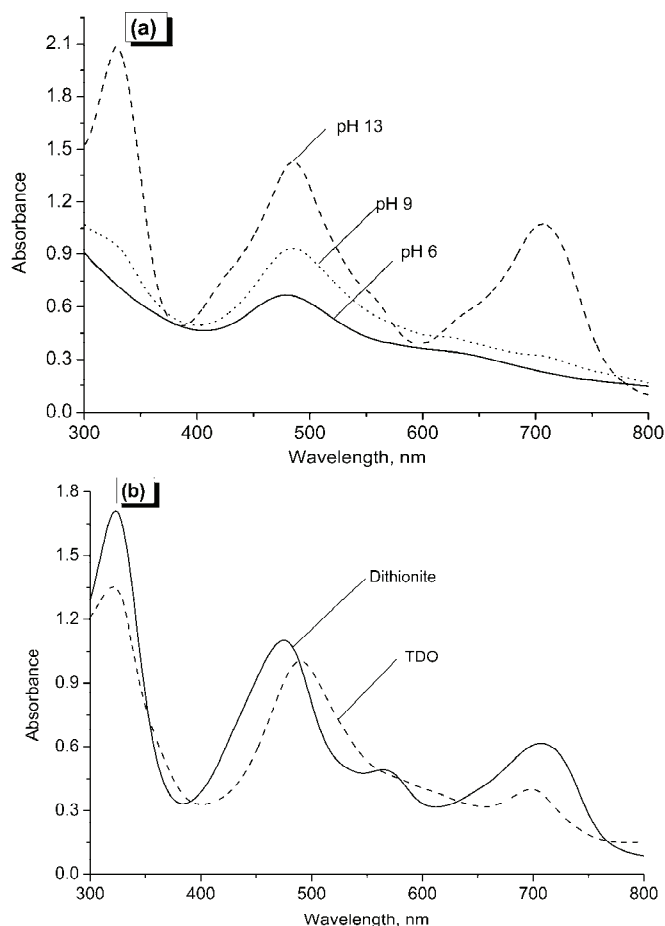 (a)
2.1
1.8
1.5
1.2
0.9
0.6
0.3
0.0
Absorbance
pH 13
pH 9
pH 6
300 400 500 600 700 800
Wavelength, nm
(b)
1.8
1.5
1.2
0.9
0.6
0.3
0.0
Absorbance
Dithionite
TDO
300 400 500 600 700 800
Wavelength, nm